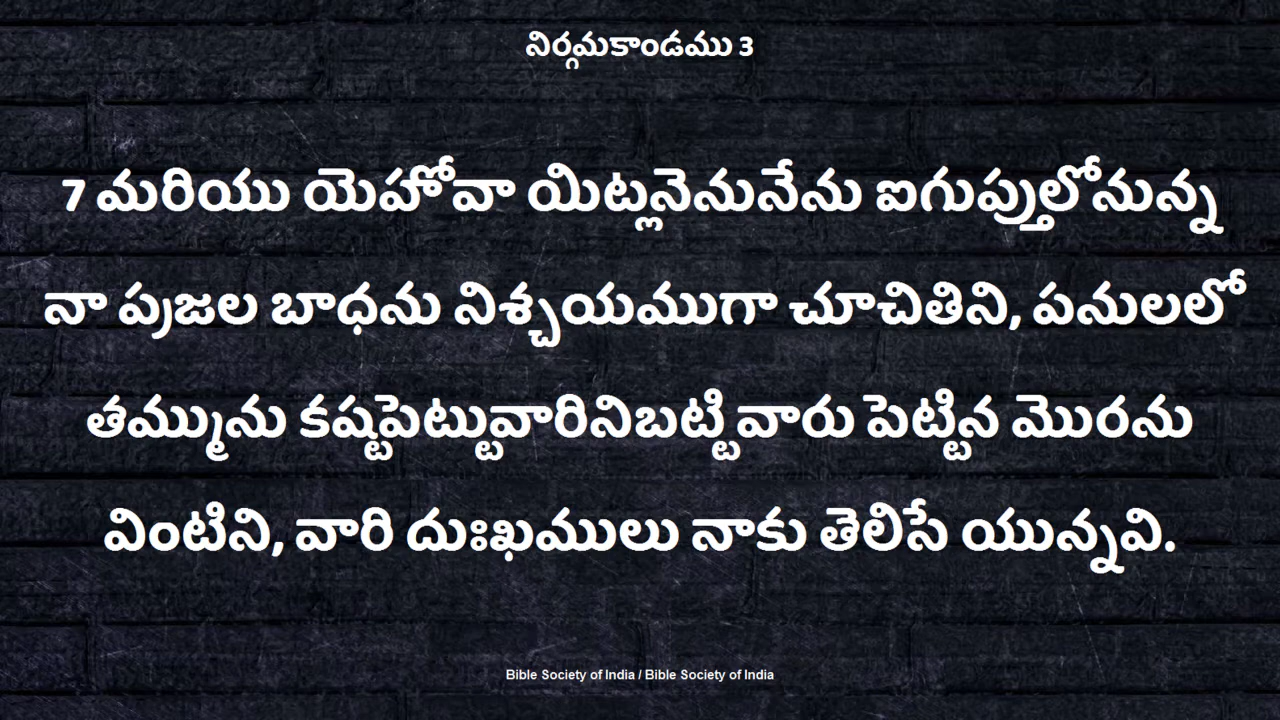 నిర్గమకాండము 3
7 మరియు యెహోవా యిట్లనెనునేను ఐగుప్తులోనున్న
నా ప్రజల బాధను నిశ్చయముగా చూచితిని, పనులలో
తమ్మును కష్టపెట్టువారినిబట్టి వారు పెట్టిన మొరను
వింటిని, వారి దుఃఖములు నాకు తెలిసే యున్నవి.
Bible Society of India / Bible Society of India